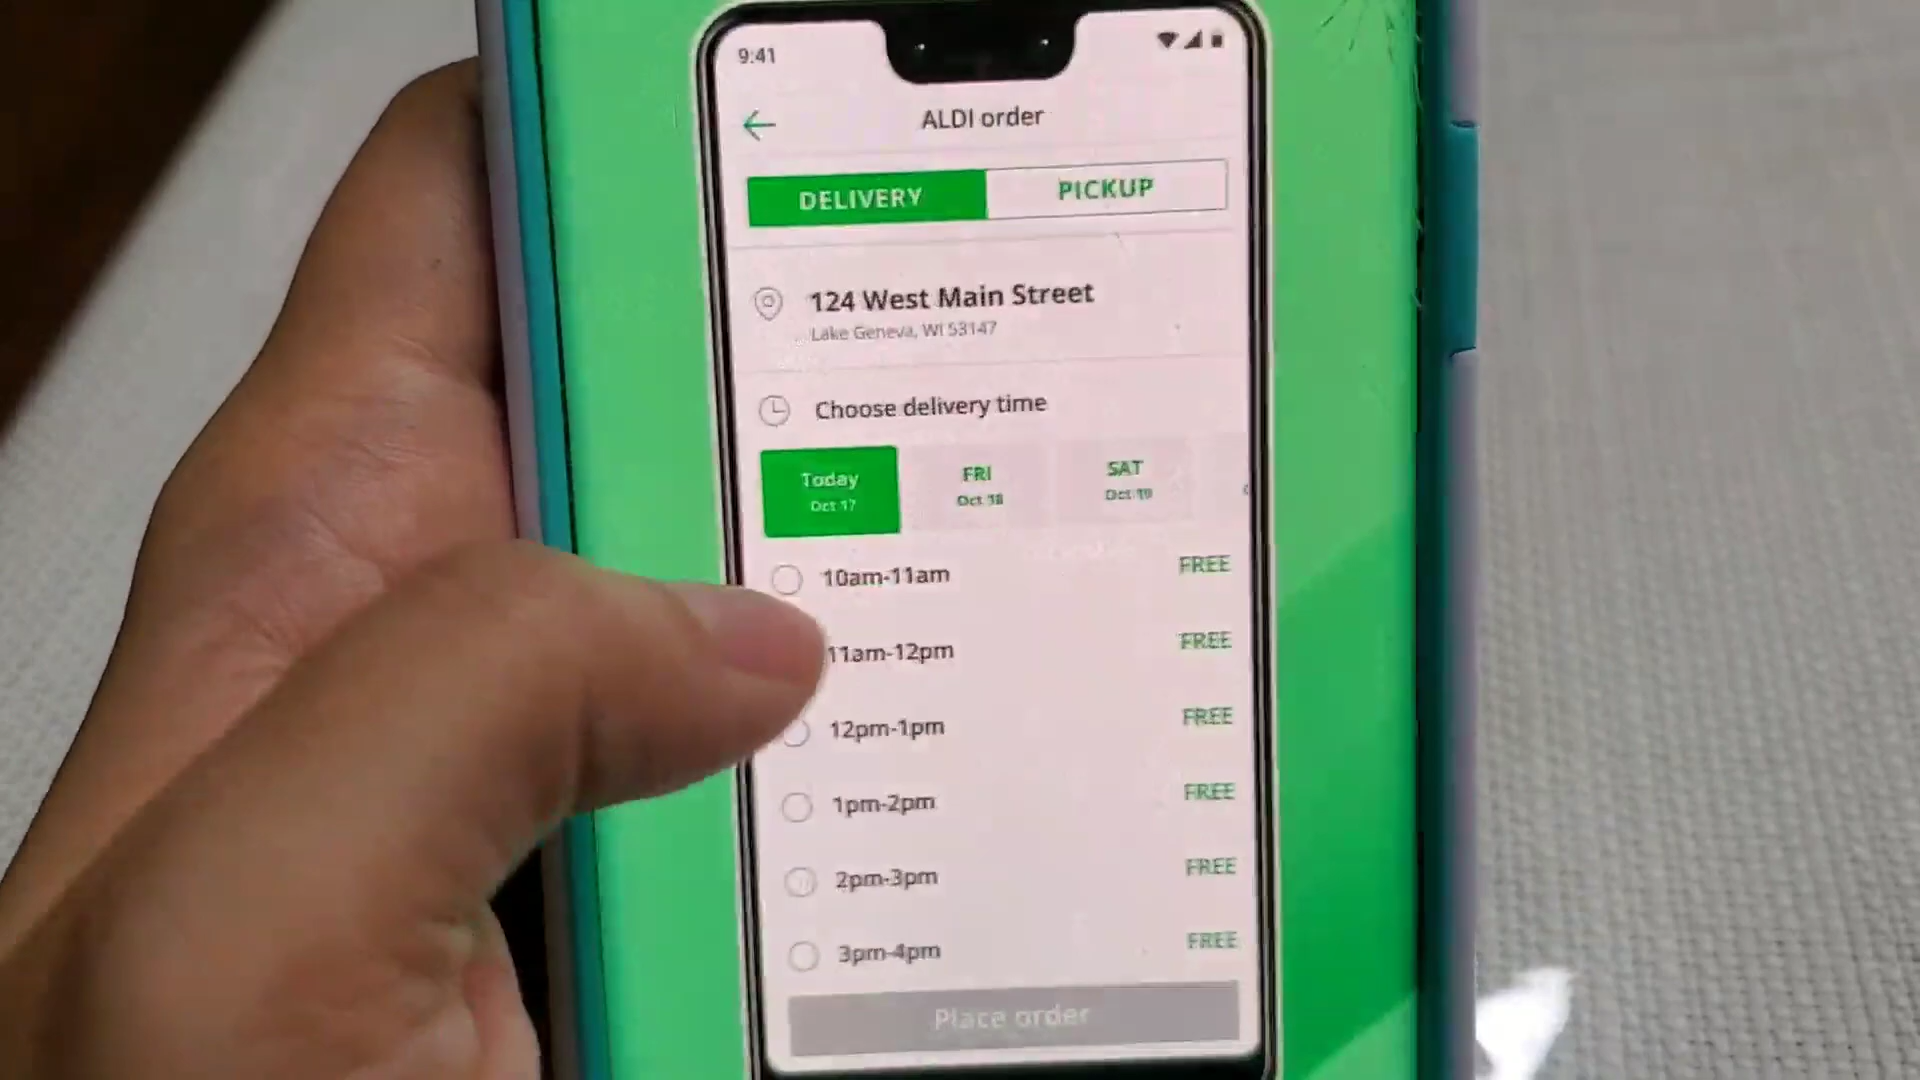 9:41
ALDI order
DELIVERY PICKUP
124 West Main Street
Lake Geneva, WI 53147
Choose delivery time
Today FRI SAT
Oct 17 Oct 18 Oct 19
10am-11am FREE
11am-12pm FREE
12pm-1pm FREE
1pm-2pm FREE
2pm-3pm FREE
3pm-4pm FREE
Place order